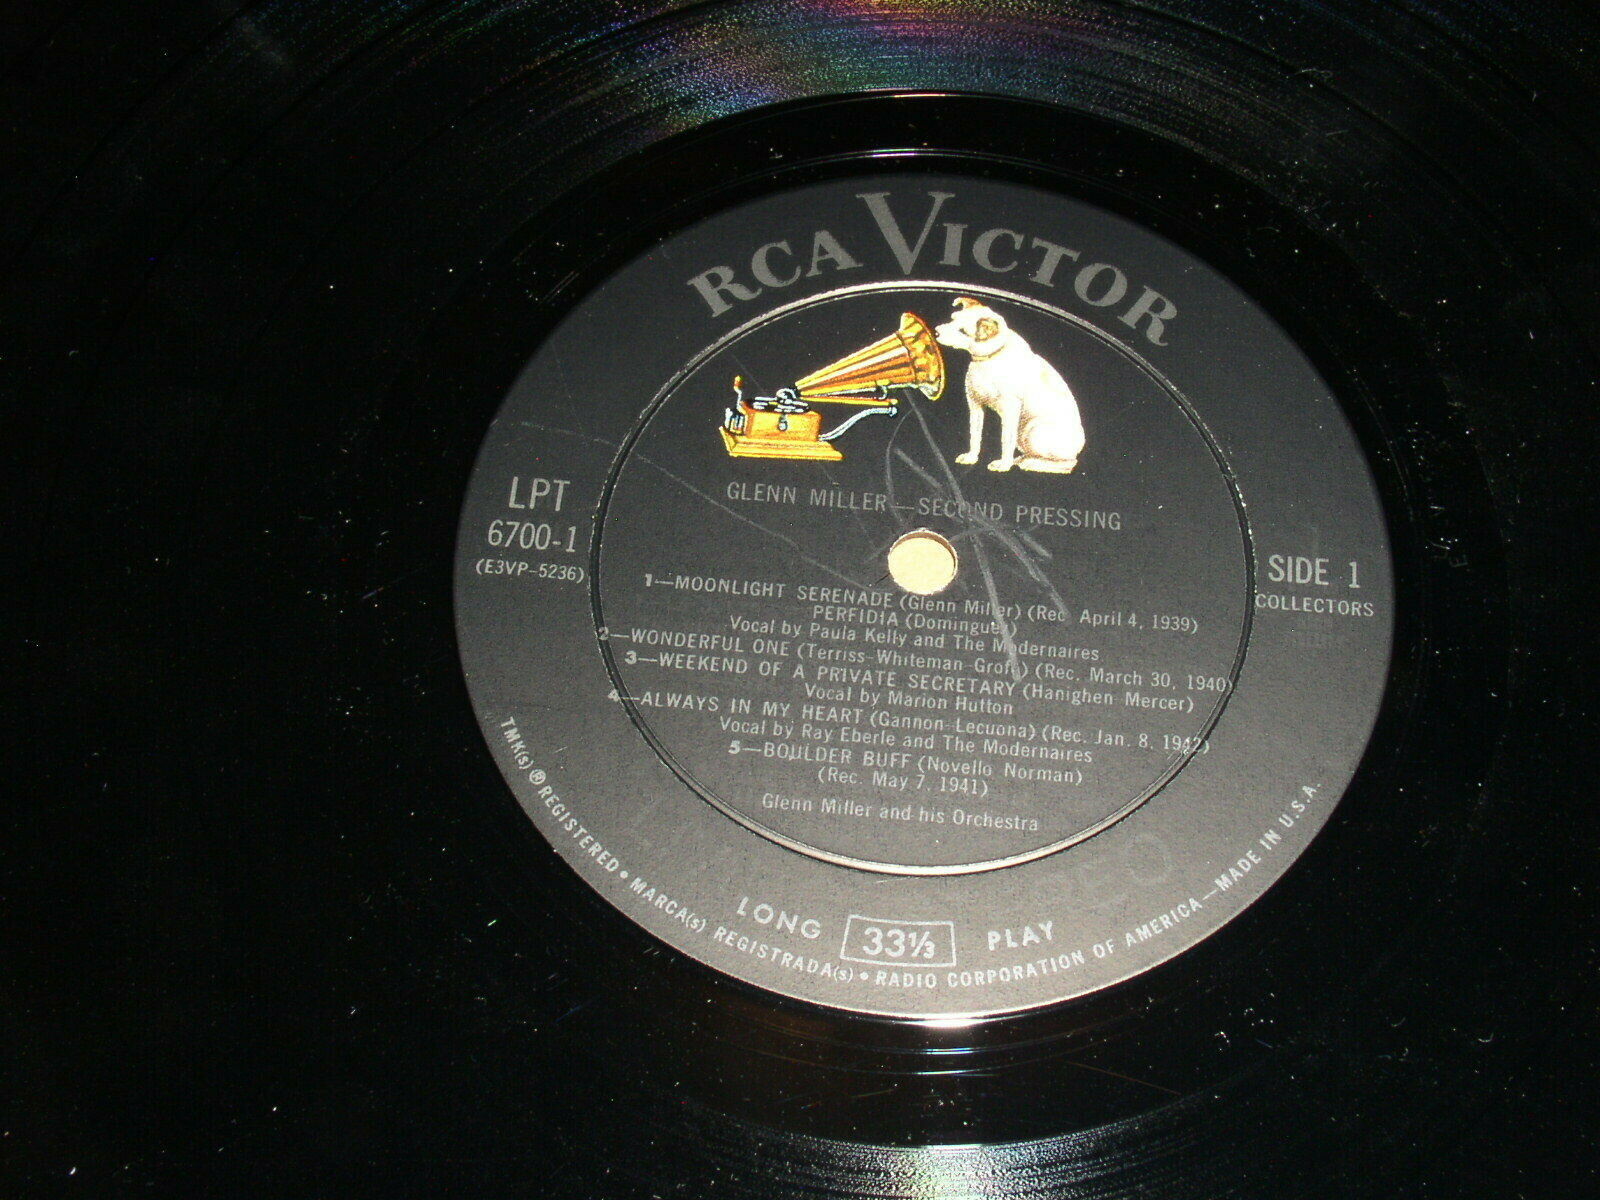 RCA VICTOR
GLENN MILLER—SECOND PRESSING
LPT
6700-1
(E3VP-5236)
SIDE 1
COLLECTORS
1—MOONLIGHT SERENADE (Glenn Miller) (Rec. April 4, 1939)
PERFIDIA (Dominguez)
Vocal by Paula Kelly and The Modernaires
2—WONDERFUL ONE (Terriss-Whiteman-Grofé) (Rec. March 30, 1940)
3—WEEKEND OF A PRIVATE SECRETARY (Hanighen Mercer)
Vocal by Marion Hutton
4—ALWAYS IN MY HEART (Gannon-Lecuona) (Rec. Jan. 8, 1942)
Vocal by Ray Eberle and The Modernaires
5—BOULDER BUFF (Novello Norman)
(Rec. May 7, 1941)
Glenn Miller and his Orchestra
LONG 33⅓ PLAY
TMK(s) ® REGISTERED • MARCA(s) REGISTRADA(s) • RADIO CORPORATION OF AMERICA—MADE IN U.S.A.